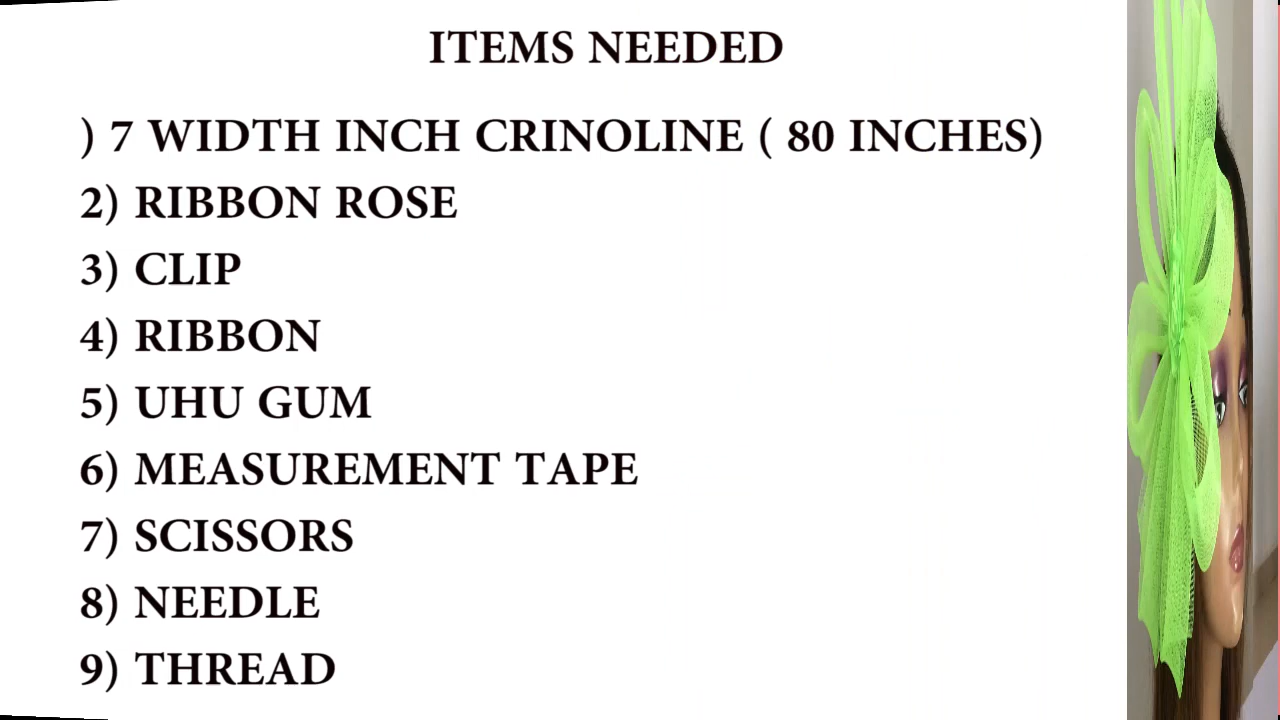 ITEMS NEEDED
) 7 WIDTH INCH CRINOLINE ( 80 INCHES)
2) RIBBON ROSE
3) CLIP
4) RIBBON
5) UHU GUM
6) MEASUREMENT TAPE
7) SCISSORS
8) NEEDLE
9) THREAD